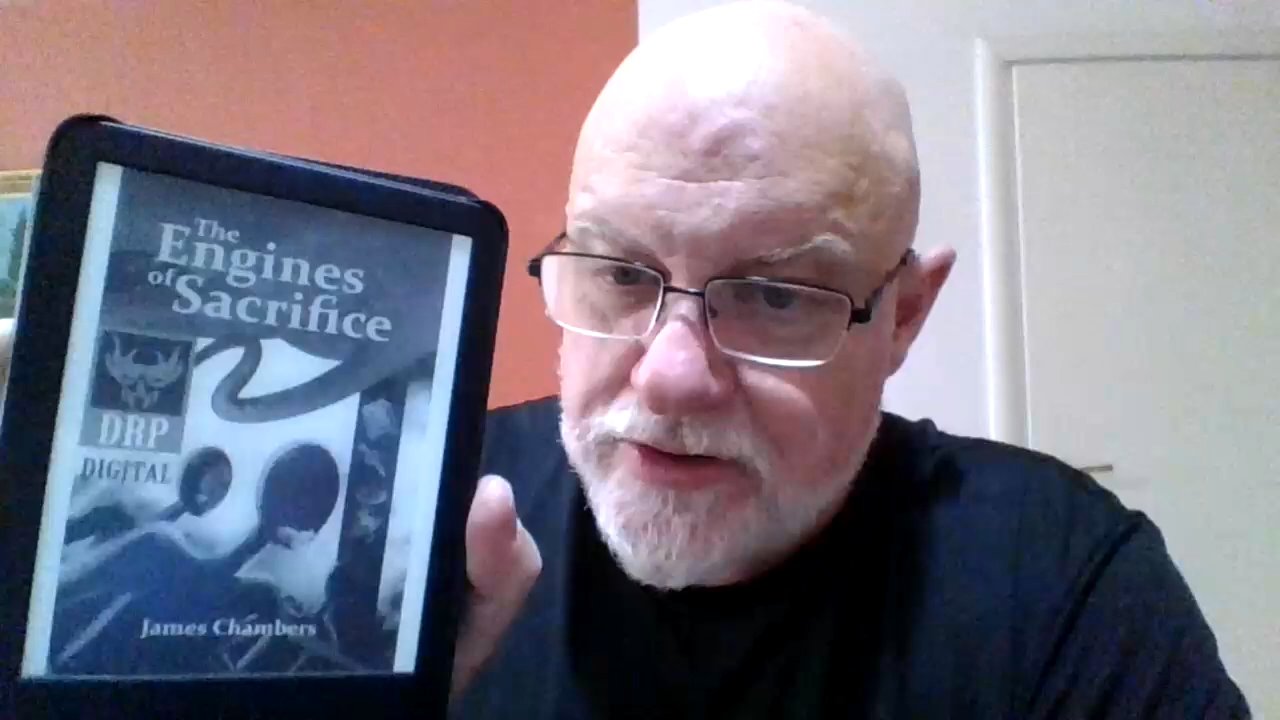 The
Engines
of
Sacrifice
DRP
DIGITAL
James Chambers